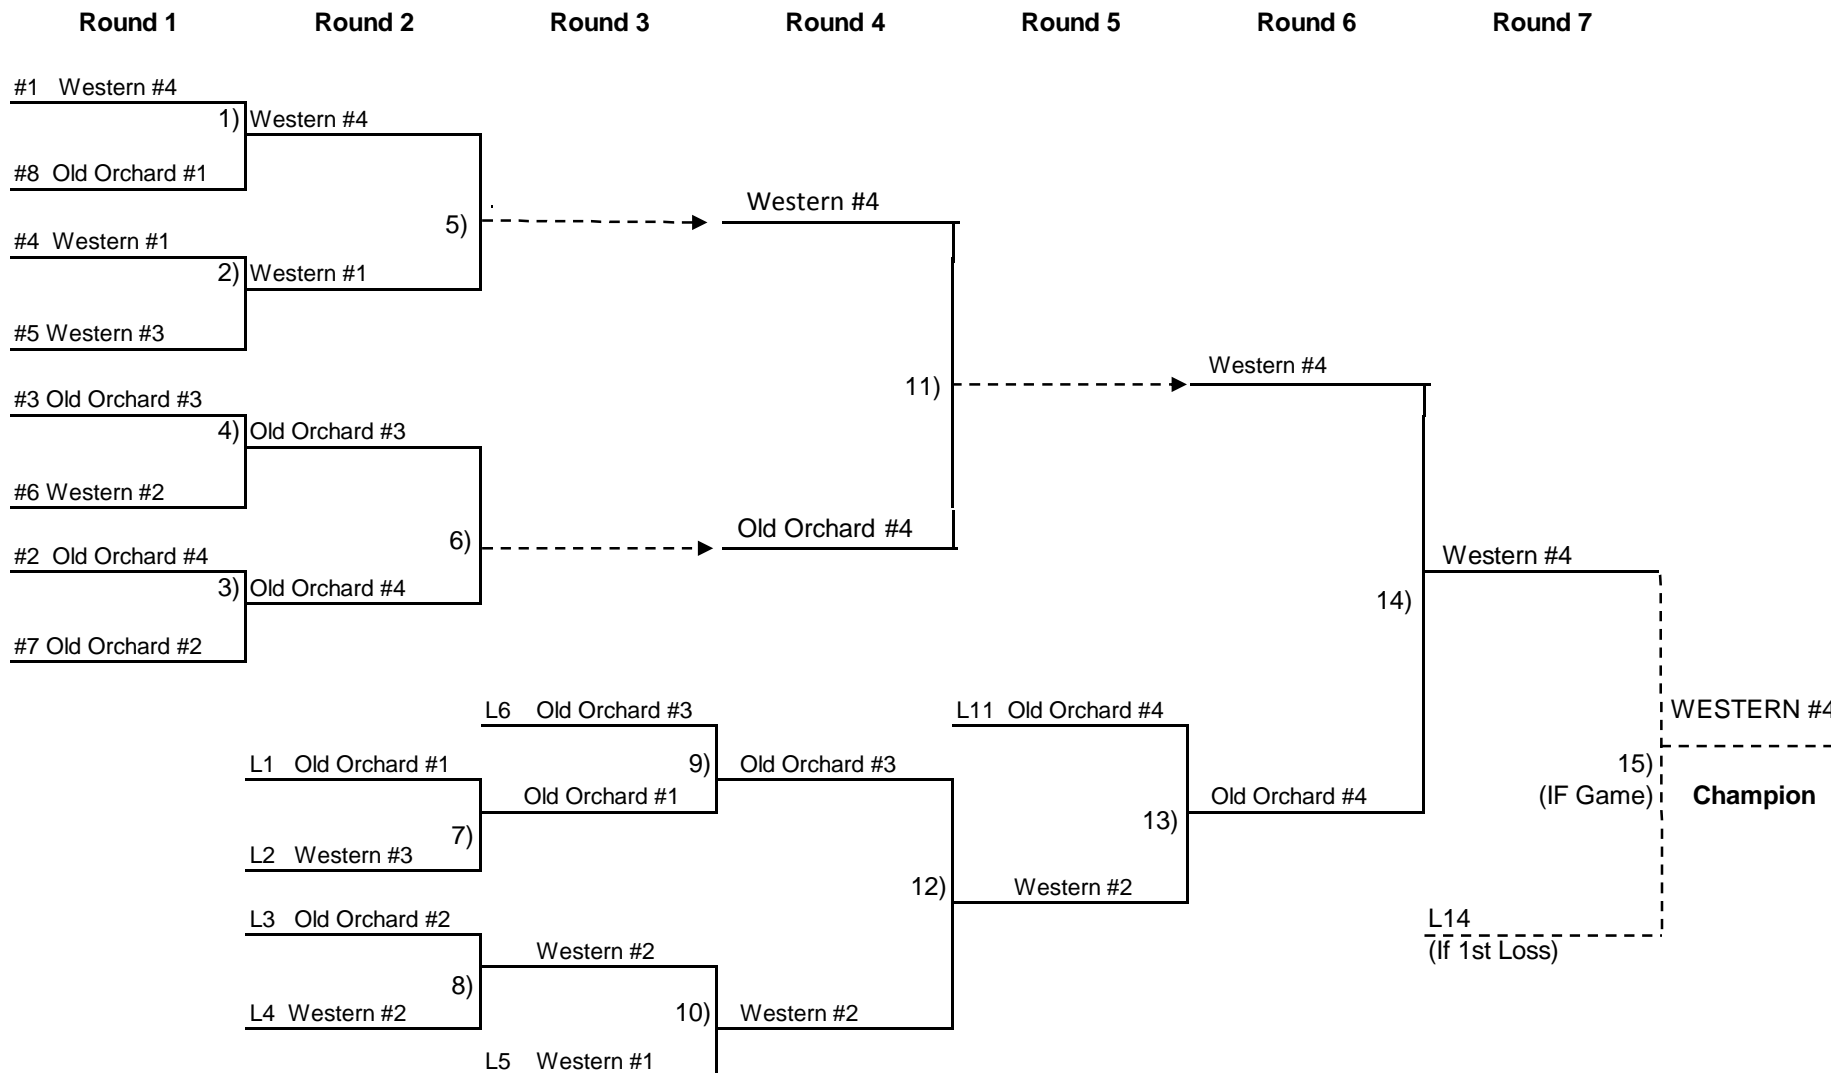 Round 1 Round 2 Round 3 Round 4 Round 5 Round 6 Round 7
#1 Western #4
1) Western #4
#8 Old Orchard #1
Western #4
5)
#4 Western #1
2) Western #1
#5 Western #3
Western #4
11)
#3 Old Orchard #3
4) Old Orchard #3
#6 Western #2
Old Orchard #4
6)
#2 Old Orchard #4
Western #4
3) Old Orchard #4
14)
#7 Old Orchard #2
L6 Old Orchard #3
L11 Old Orchard #4
WESTERN #4
L1 Old Orchard #1
9) Old Orchard #3
15)
Old Orchard #1
Old Orchard #4
(IF Game)
Champion
13)
7)
L2 Western #3
12)
Western #2
L3 Old Orchard #2
L14
(If 1st Loss)
Western #2
8)
L4 Western #2
10) Western #2
L5 Western #1